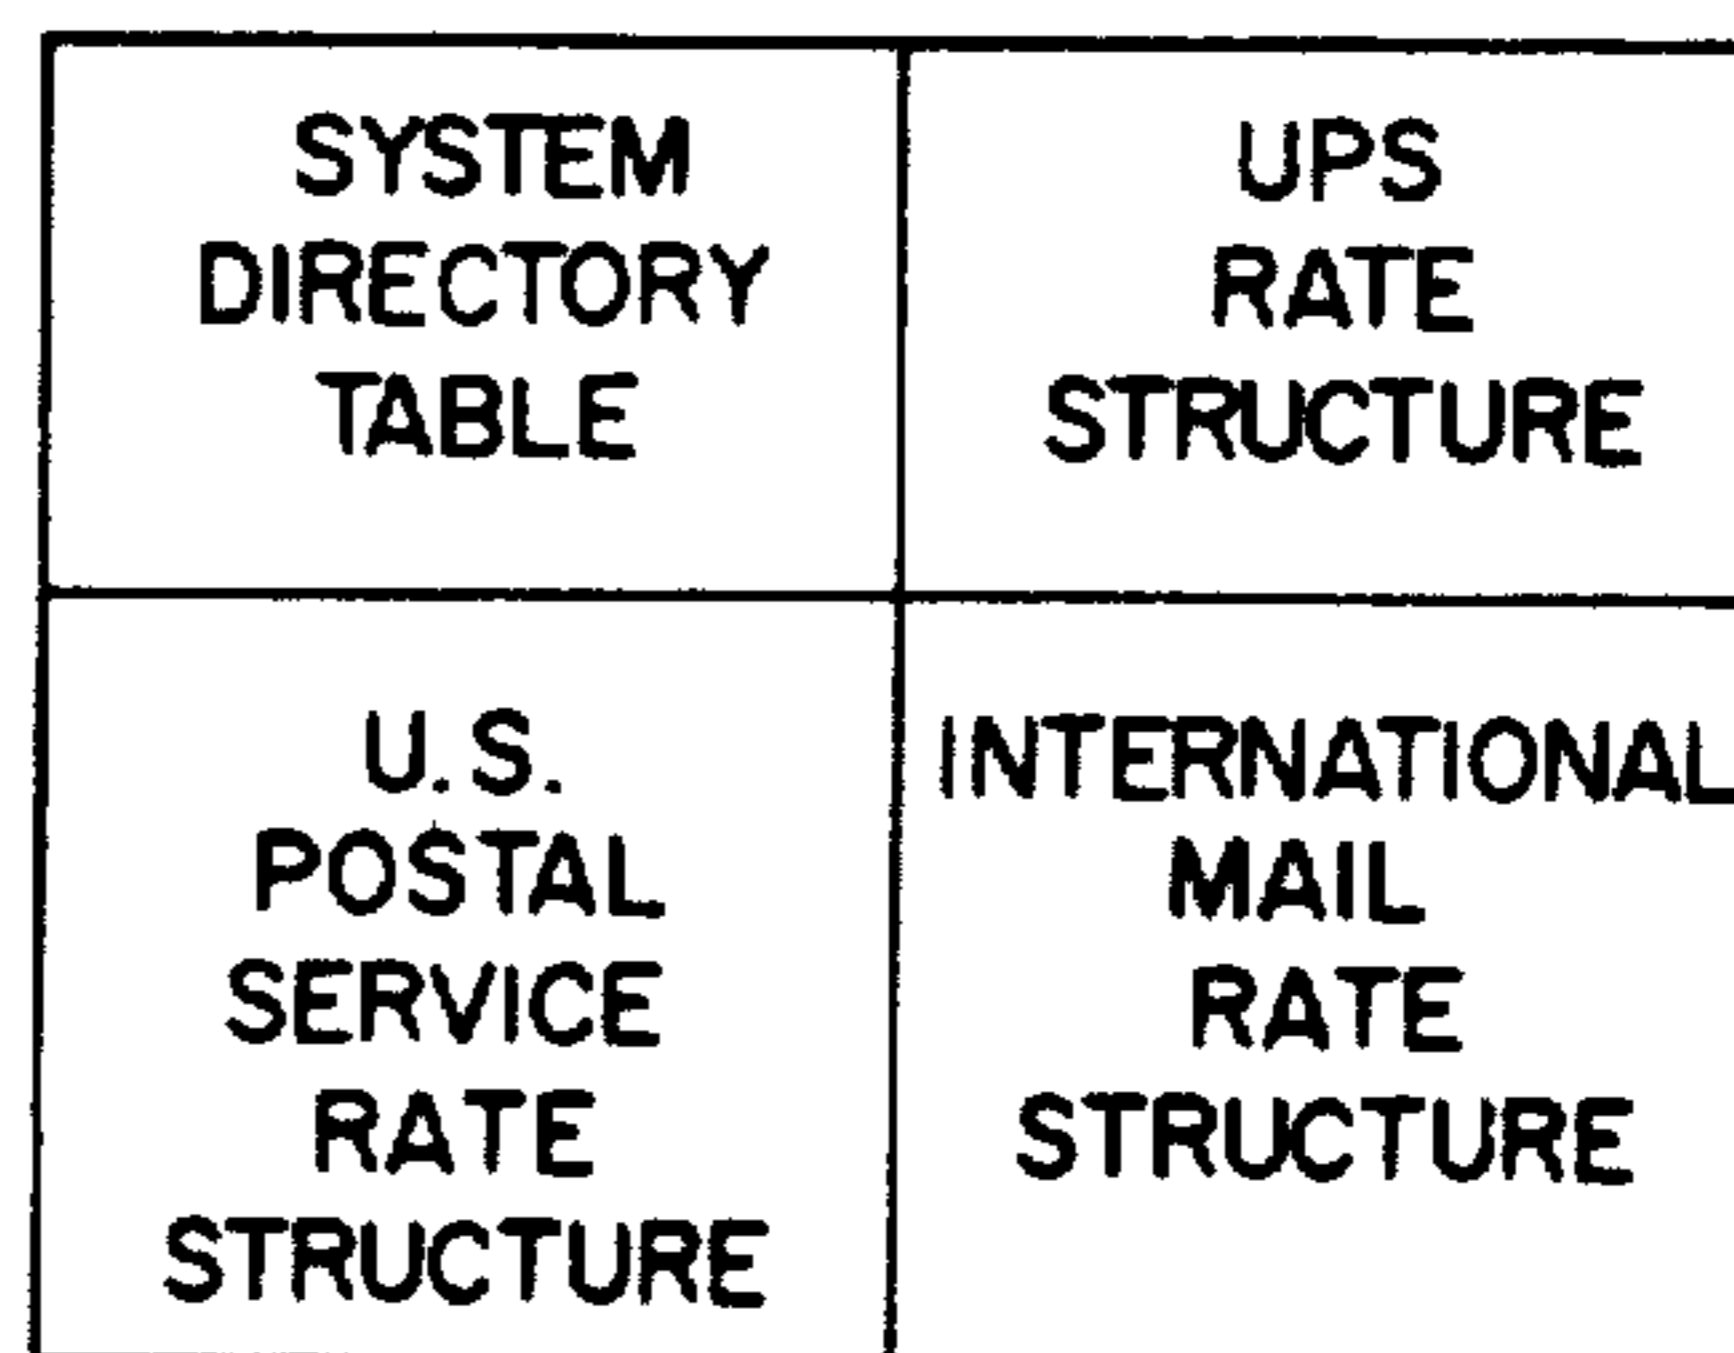 SYSTEM
DIRECTORY
TABLE
UPS
RATE
STRUCTURE
U.S.
POSTAL
SERVICE
RATE
STRUCTURE
INTERNATIONAL
MAIL
RATE
STRUCTURE